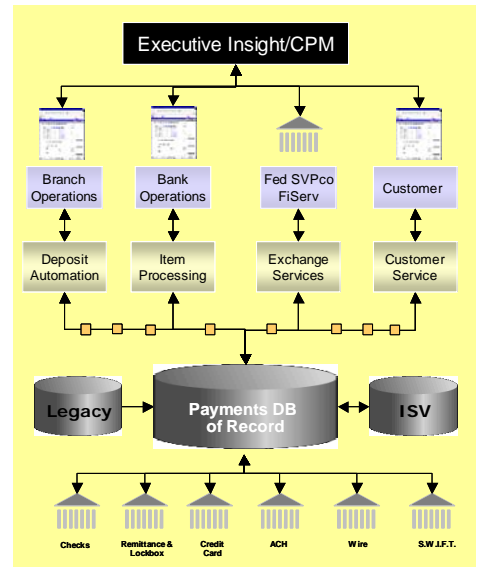 Executive Insight/CPM
Branch
Operations
Bank
Operations
Fed SVPco
FiServ
Customer
Deposit
Automation
Item
Processing
Exchange
Services
Customer
Service
Legacy
Payments DB
of Record
ISV
Checks
Remittance &
Lockbox
Credit
Card
ACH
Wire
S.W.I.F.T.